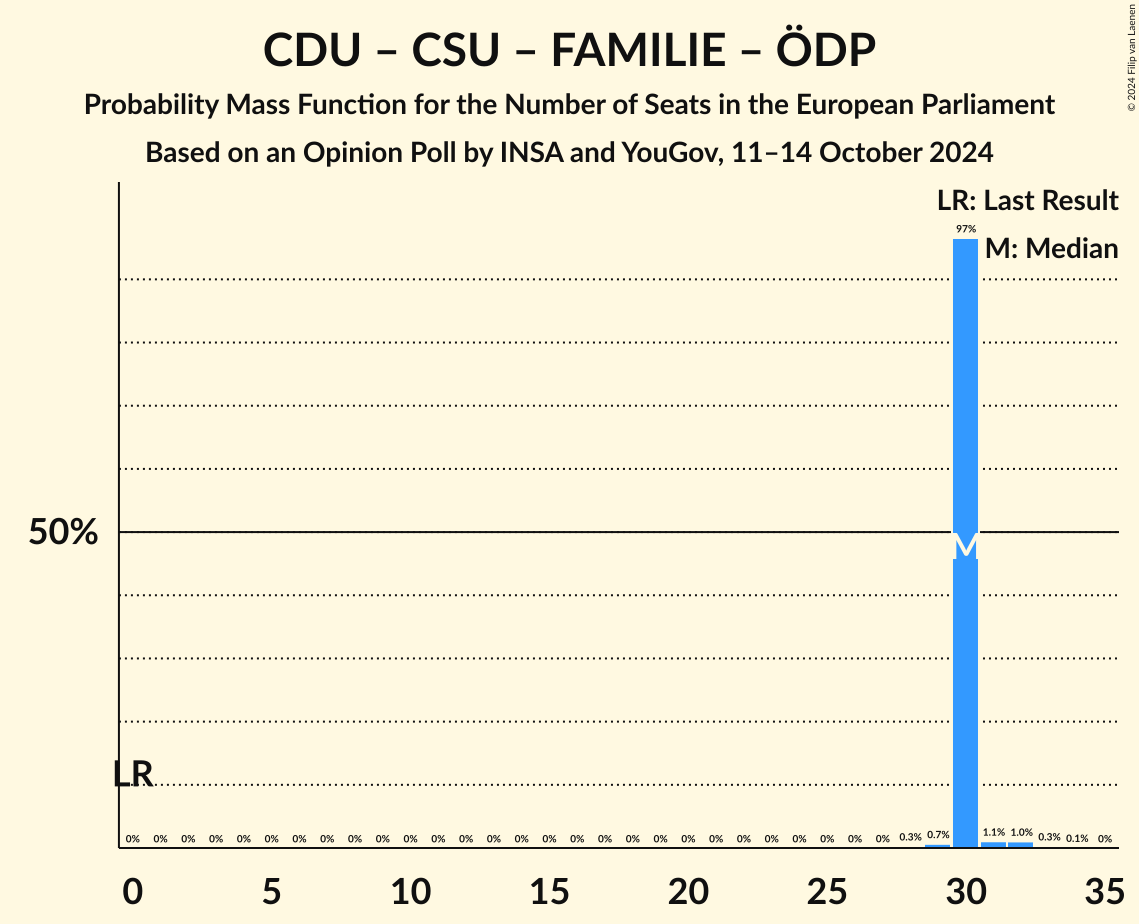 CDU – CSU – FAMILIE – ÖDP
Probability Mass Function for the Number of Seats in the European Parliament
Based on an Opinion Poll by INSA and YouGov, 11–14 October 2024
© 2024 Filip van Laenen
LR: Last Result
M: Median
97%
50%
M
LR
0% 0% 0% 0% 0% 0% 0% 0% 0% 0% 0% 0% 0% 0% 0% 0% 0% 0% 0% 0% 0% 0% 0% 0% 0% 0% 0% 0% 0.3% 0.7% 1.1% 1.0% 0.3% 0.1% 0%
0 5 10 15 20 25 30 35